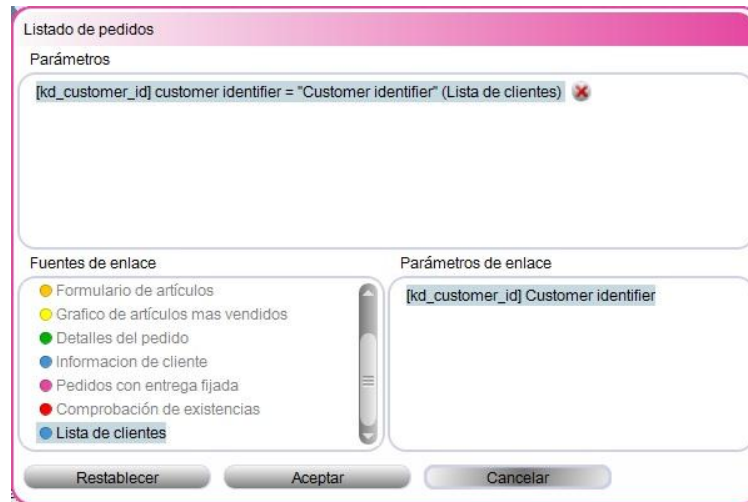 Listado de pedidos
Parámetros
[kd_customer_id] customer identifier = "Customer identifier" (Lista de clientes)
Fuentes de enlace
Parámetros de enlace
Formulario de artículos
Grafico de artículos mas vendidos
Detalles del pedido
Informacion de cliente
Pedidos con entrega fijada
Comprobación de existencias
Lista de clientes
[kd_customer_id] Customer identifier
Restablecer
Aceptar
Cancelar